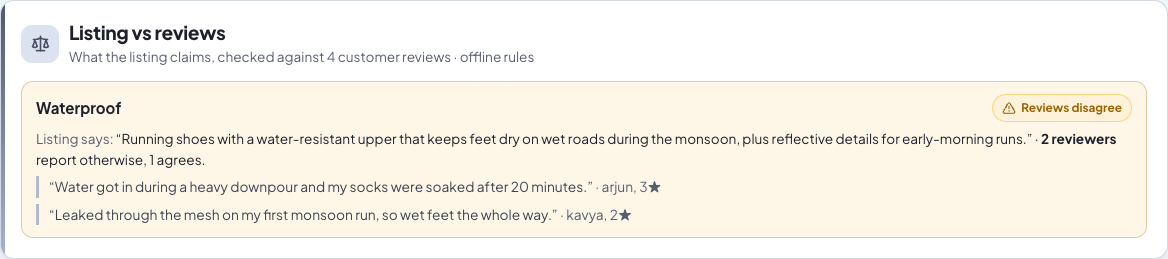 Listing vs reviews
What the listing claims, checked against 4 customer reviews · offline rules
Waterproof
Reviews disagree
Listing says: “Running shoes with a water-resistant upper that keeps feet dry on wet roads during the monsoon, plus reflective details for early-morning runs.” · 2 reviewers
report otherwise, 1 agrees.
“Water got in during a heavy downpour and my socks were soaked after 20 minutes.” · arjun, 3★
“Leaked through the mesh on my first monsoon run, so wet feet the whole way.” · kavya, 2★